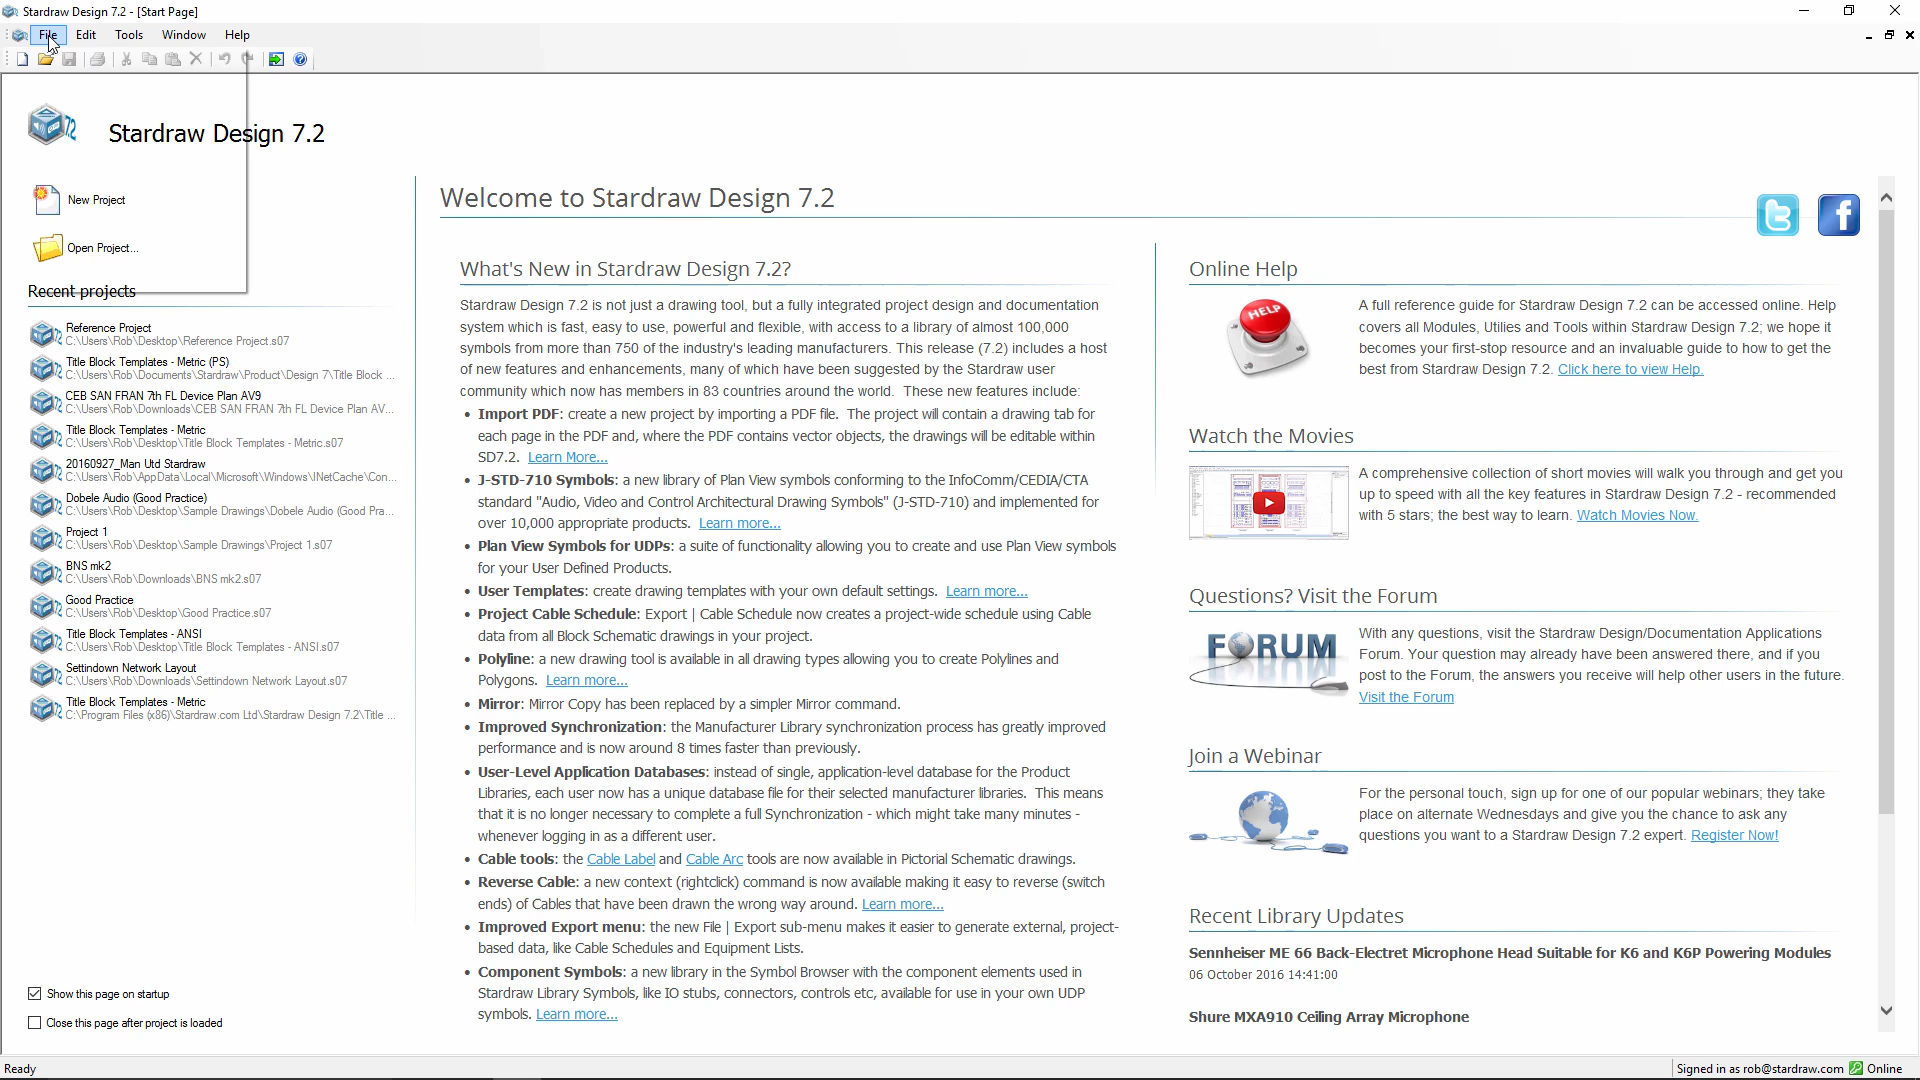 Stardraw Design 7.2 - [Start Page]
File Edit Tools Window Help
Stardraw Design 7.2
New Project
Open Project...
Recent projects
Reference Project
C:\Users\Rob\Desktop\Reference Project.s07
Title Block Templates - Metric (PS)
C:\Users\Rob\Documents\Stardraw\Product\Design 7\Title Block ...
CEB SAN FRAN 7th FL Device Plan AV9
C:\Users\Rob\Downloads\CEB SAN FRAN 7th FL Device Plan AV...
Title Block Templates - Metric
C:\Users\Rob\Desktop\Title Block Templates - Metric.s07
20160927_Man Utd Stardraw
C:\Users\Rob\AppData\Local\Microsoft\Windows\INetCache\Con...
Dobele Audio (Good Practice)
C:\Users\Rob\Desktop\Sample Drawings\Dobele Audio (Good Pra...
Project 1
C:\Users\Rob\Desktop\Sample Drawings\Project 1.s07
BNS mk2
C:\Users\Rob\Downloads\BNS mk2.s07
Good Practice
C:\Users\Rob\Desktop\Good Practice.s07
Title Block Templates - ANSI
C:\Users\Rob\Desktop\Title Block Templates - ANSI.s07
Settindown Network Layout
C:\Users\Rob\Downloads\Settindown Network Layout.s07
Title Block Templates - Metric
C:\Program Files (x86)\Stardraw.com Ltd\Stardraw Design 7.2\Title ...
Show this page on startup
Close this page after project is loaded
Welcome to Stardraw Design 7.2
What's New in Stardraw Design 7.2?
Stardraw Design 7.2 is not just a drawing tool, but a fully integrated project design and documentation
system which is fast, easy to use, powerful and flexible, with access to a library of almost 100,000
symbols from more than 750 of the industry's leading manufacturers. This release (7.2) includes a host
of new features and enhancements, many of which have been suggested by the Stardraw user
community which now has members in 83 countries around the world. These new features include:
• Import PDF: create a new project by importing a PDF file. The project will contain a drawing tab for
each page in the PDF and, where the PDF contains vector objects, the drawings will be editable within
SD7.2. Learn More...
• J-STD-710 Symbols: a new library of Plan View symbols conforming to the InfoComm/CEDIA/CTA
standard "Audio, Video and Control Architectural Drawing Symbols" (J-STD-710) and implemented for
over 10,000 appropriate products. Learn more...
• Plan View Symbols for UDPs: a suite of functionality allowing you to create and use Plan View symbols
for your User Defined Products.
• User Templates: create drawing templates with your own default settings. Learn more...
• Project Cable Schedule: Export | Cable Schedule now creates a project-wide schedule using Cable
data from all Block Schematic drawings in your project.
• Polyline: a new drawing tool is available in all drawing types allowing you to create Polylines and
Polygons. Learn more...
• Mirror: Mirror Copy has been replaced by a simpler Mirror command.
• Improved Synchronization: the Manufacturer Library synchronization process has greatly improved
performance and is now around 8 times faster than previously.
• User-Level Application Databases: instead of single, application-level database for the Product
Libraries, each user now has a unique database file for their selected manufacturer libraries. This means
that it is no longer necessary to complete a full Synchronization - which might take many minutes -
whenever logging in as a different user.
• Cable tools: the Cable Label and Cable Arc tools are now available in Pictorial Schematic drawings.
• Reverse Cable: a new context (rightclick) command is now available making it easy to reverse (switch
ends) of Cables that have been drawn the wrong way around. Learn more...
• Improved Export menu: the new File | Export sub-menu makes it easier to generate external, project-
based data, like Cable Schedules and Equipment Lists.
• Component Symbols: a new library in the Symbol Browser with the component elements used in
Stardraw Library Symbols, like IO stubs, connectors, controls etc, available for use in your own UDP
symbols. Learn more...
Online Help
HELP
A full reference guide for Stardraw Design 7.2 can be accessed online. Help
covers all Modules, Utilies and Tools within Stardraw Design 7.2; we hope it
becomes your first-stop resource and an invaluable guide to how to get the
best from Stardraw Design 7.2. Click here to view Help.
Watch the Movies
A comprehensive collection of short movies will walk you through and get you
up to speed with all the key features in Stardraw Design 7.2 - recommended
with 5 stars; the best way to learn. Watch Movies Now.
Questions? Visit the Forum
FORUM
With any questions, visit the Stardraw Design/Documentation Applications
Forum. Your question may already have been answered there, and if you
post to the Forum, the answers you receive will help other users in the future.
Visit the Forum
Join a Webinar
For the personal touch, sign up for one of our popular webinars; they take
place on alternate Wednesdays and give you the chance to ask any
questions you want to a Stardraw Design 7.2 expert. Register Now!
Recent Library Updates
Sennheiser ME 66 Back-Electret Microphone Head Suitable for K6 and K6P Powering Modules
06 October 2016 14:41:00
Shure MXA910 Ceiling Array Microphone
Ready
Signed in as rob@stardraw.com Online